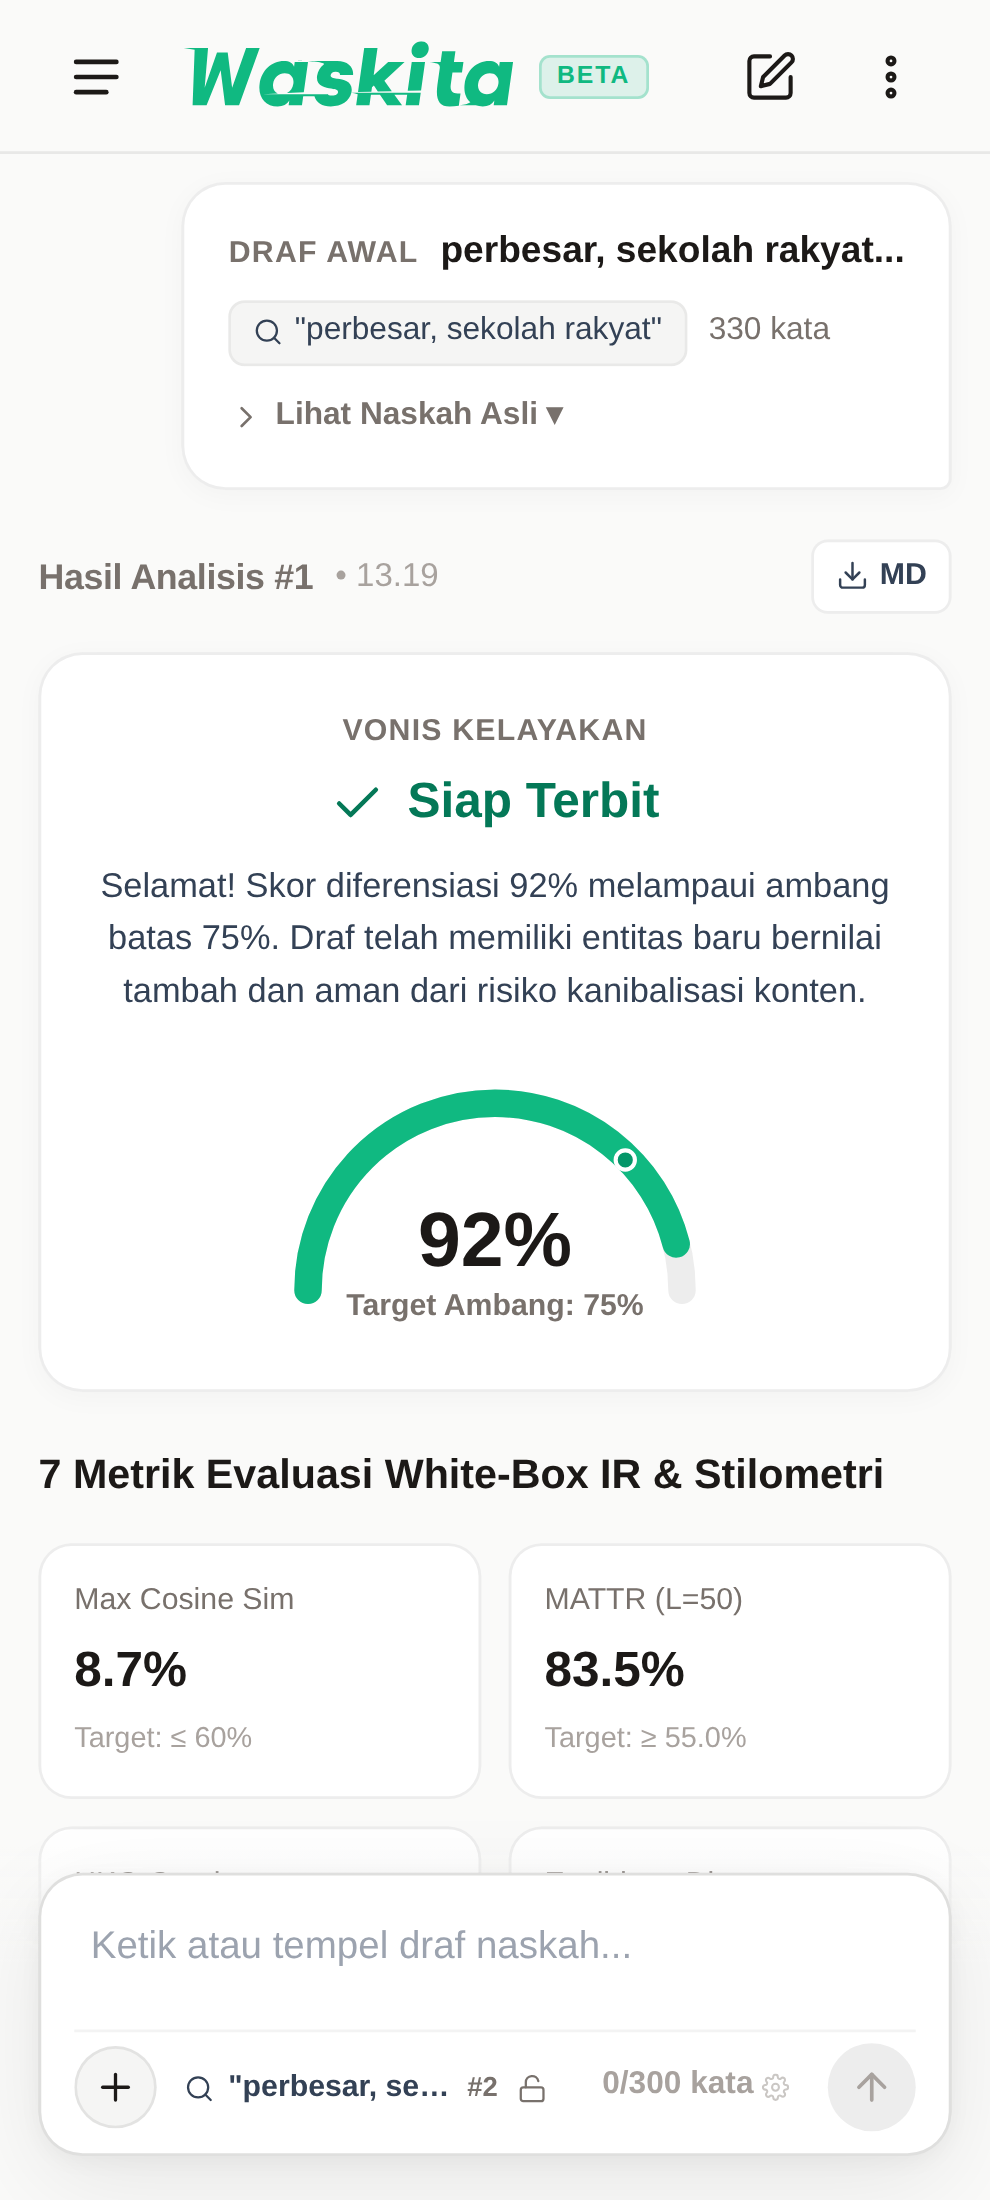 Waskita BETA
DRAF AWAL perbesar, sekolah rakyat...
"perbesar, sekolah rakyat" 330 kata
Lihat Naskah Asli ▼
Hasil Analisis #1 • 13.19
MD
VONIS KELAYAKAN
Siap Terbit
Selamat! Skor diferensiasi 92% melampaui ambang
batas 75%. Draf telah memiliki entitas baru bernilai
tambah dan aman dari risiko kanibalisasi konten.
92%
Target Ambang: 75%
7 Metrik Evaluasi White-Box IR & Stilometri
Max Cosine Sim
8.7%
Target: ≤ 60%
MATTR (L=50)
83.5%
Target: ≥ 55.0%
Ketik atau tempel draf naskah...
"perbesar, se... #2 0/300 kata